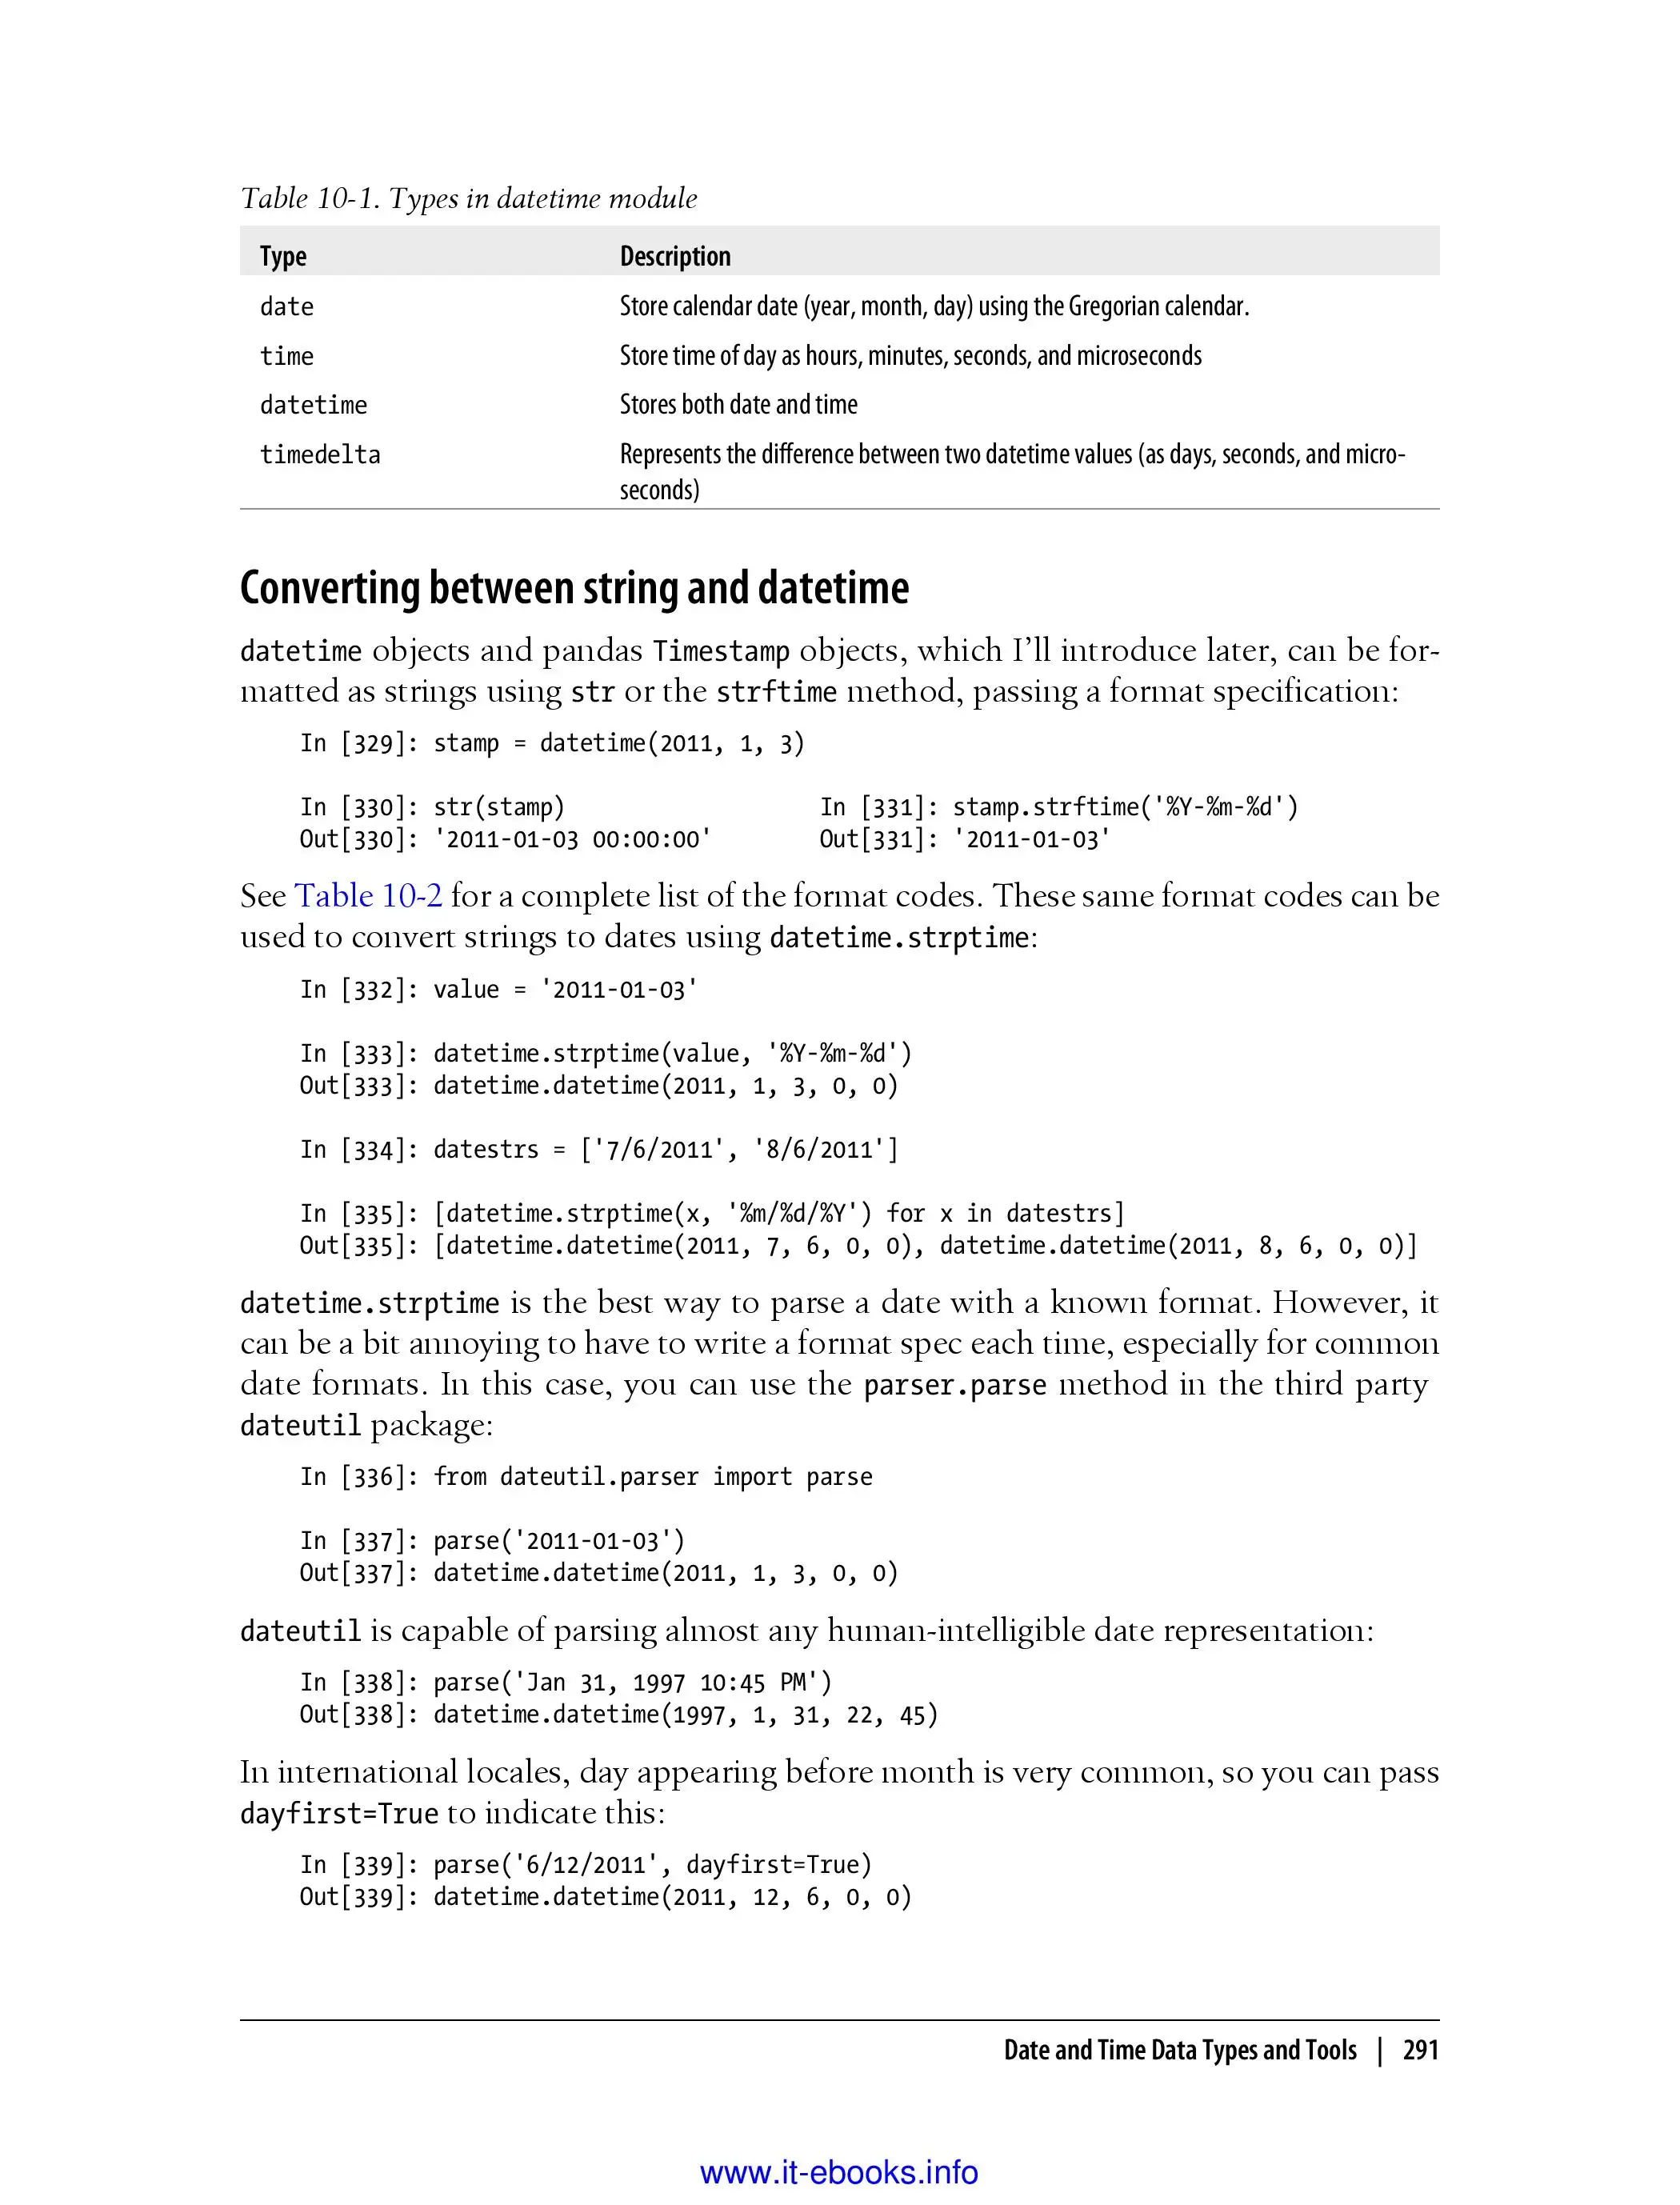 Table 10-1. Types in datetime module
Type Description
date Store calendar date (year, month, day) using the Gregorian calendar.
time Store time of day as hours, minutes, seconds, and microseconds
datetime Stores both date and time
timedelta Represents the difference between two datetime values (as days, seconds, and micro-
seconds)
Converting between string and datetime
datetime objects and pandas Timestamp objects, which I’ll introduce later, can be for-
matted as strings using str or the strftime method, passing a format specification:
In [329]: stamp = datetime(2011, 1, 3)
In [330]: str(stamp) In [331]: stamp.strftime('%Y-%m-%d')
Out[330]: '2011-01-03 00:00:00' Out[331]: '2011-01-03'
See Table 10-2 for a complete list of the format codes. These same format codes can be
used to convert strings to dates using datetime.strptime:
In [332]: value = '2011-01-03'
In [333]: datetime.strptime(value, '%Y-%m-%d')
Out[333]: datetime.datetime(2011, 1, 3, 0, 0)
In [334]: datestrs = ['7/6/2011', '8/6/2011']
In [335]: [datetime.strptime(x, '%m/%d/%Y') for x in datestrs]
Out[335]: [datetime.datetime(2011, 7, 6, 0, 0), datetime.datetime(2011, 8, 6, 0, 0)]
datetime.strptime is the best way to parse a date with a known format. However, it
can be a bit annoying to have to write a format spec each time, especially for common
date formats. In this case, you can use the parser.parse method in the third party
dateutil package:
In [336]: from dateutil.parser import parse
In [337]: parse('2011-01-03')
Out[337]: datetime.datetime(2011, 1, 3, 0, 0)
dateutil is capable of parsing almost any human-intelligible date representation:
In [338]: parse('Jan 31, 1997 10:45 PM')
Out[338]: datetime.datetime(1997, 1, 31, 22, 45)
In international locales, day appearing before month is very common, so you can pass
dayfirst=True to indicate this:
In [339]: parse('6/12/2011', dayfirst=True)
Out[339]: datetime.datetime(2011, 12, 6, 0, 0)
Date and Time Data Types and Tools | 291
www.it-ebooks.info